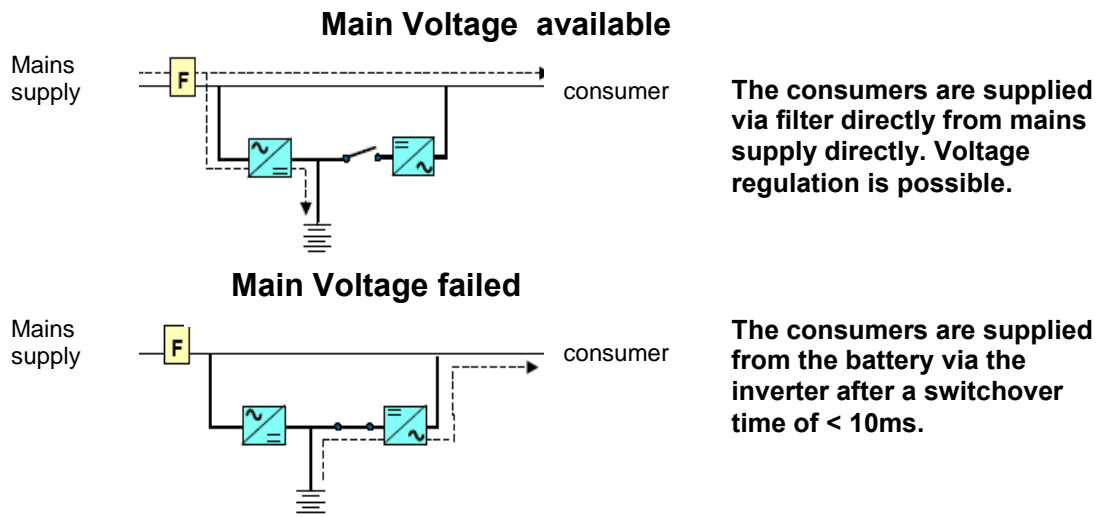 Main Voltage  available
Mains
supply
F
consumer
The consumers are supplied
via filter directly from mains
supply directly. Voltage
regulation is possible.
Main Voltage failed
Mains
supply
F
consumer
The consumers are supplied
from the battery via the
inverter after a switchover
time of < 10ms.